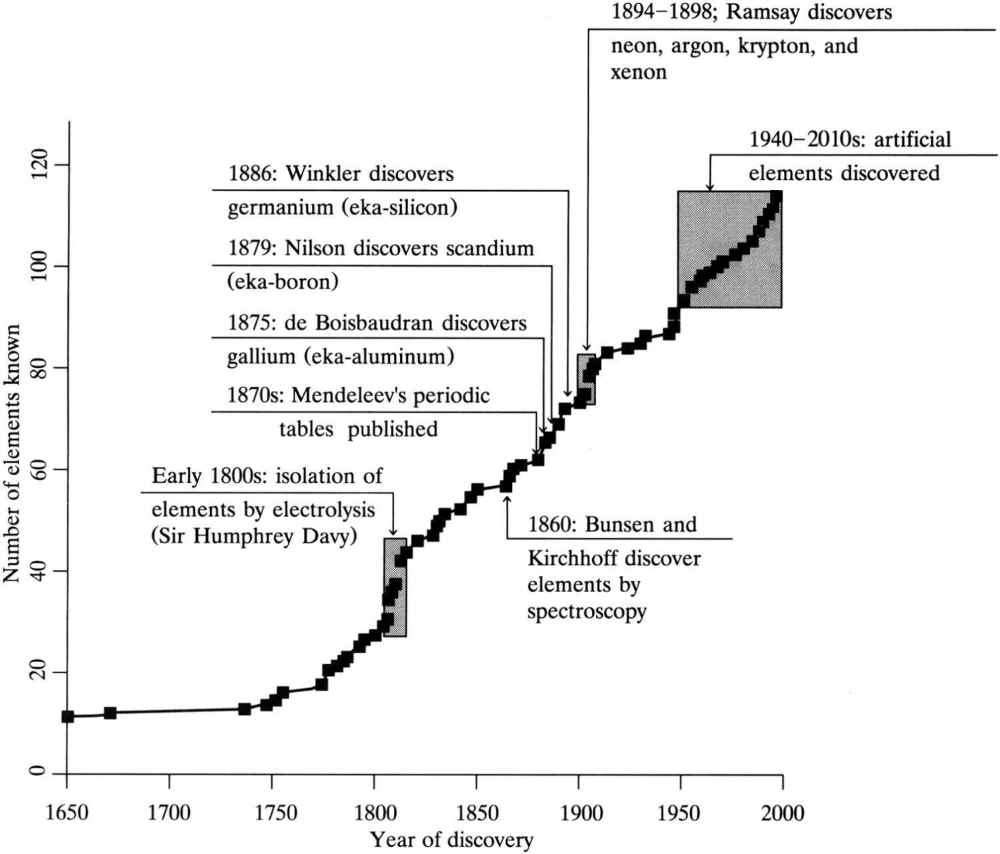 1894–1898; Ramsay discovers
neon, argon, krypton, and
xenon
1940–2010s: artificial
elements discovered
1886: Winkler discovers
germanium (eka-silicon)
1879: Nilson discovers scandium
(eka-boron)
1875: de Boisbaudran discovers
gallium (eka-aluminum)
1870s: Mendeleev's periodic
tables published
Early 1800s: isolation of
elements by electrolysis
(Sir Humphrey Davy)
1860: Bunsen and
Kirchhoff discover
elements by
spectroscopy
Number of elements known
120
100
80
60
40
20
0
1650 1700 1750 1800 1850 1900 1950 2000
Year of discovery